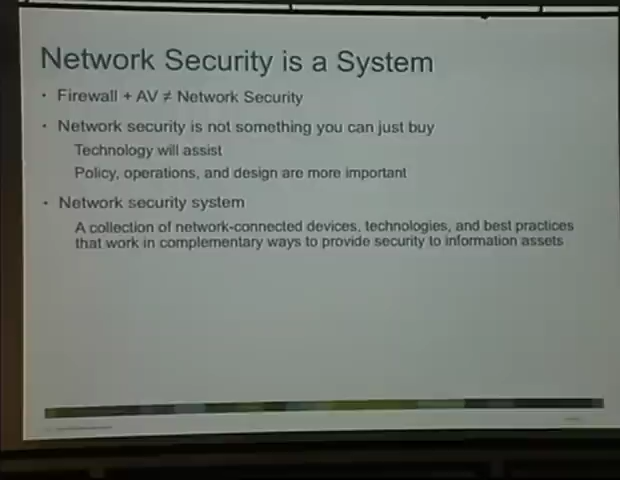 Network Security is a System
• Firewall + AV ≠ Network Security
• Network security is not something you can just buy
Technology will assist
Policy, operations, and design are more important
• Network security system
A collection of network-connected devices, technologies, and best practices
that work in complementary ways to provide security to information assets